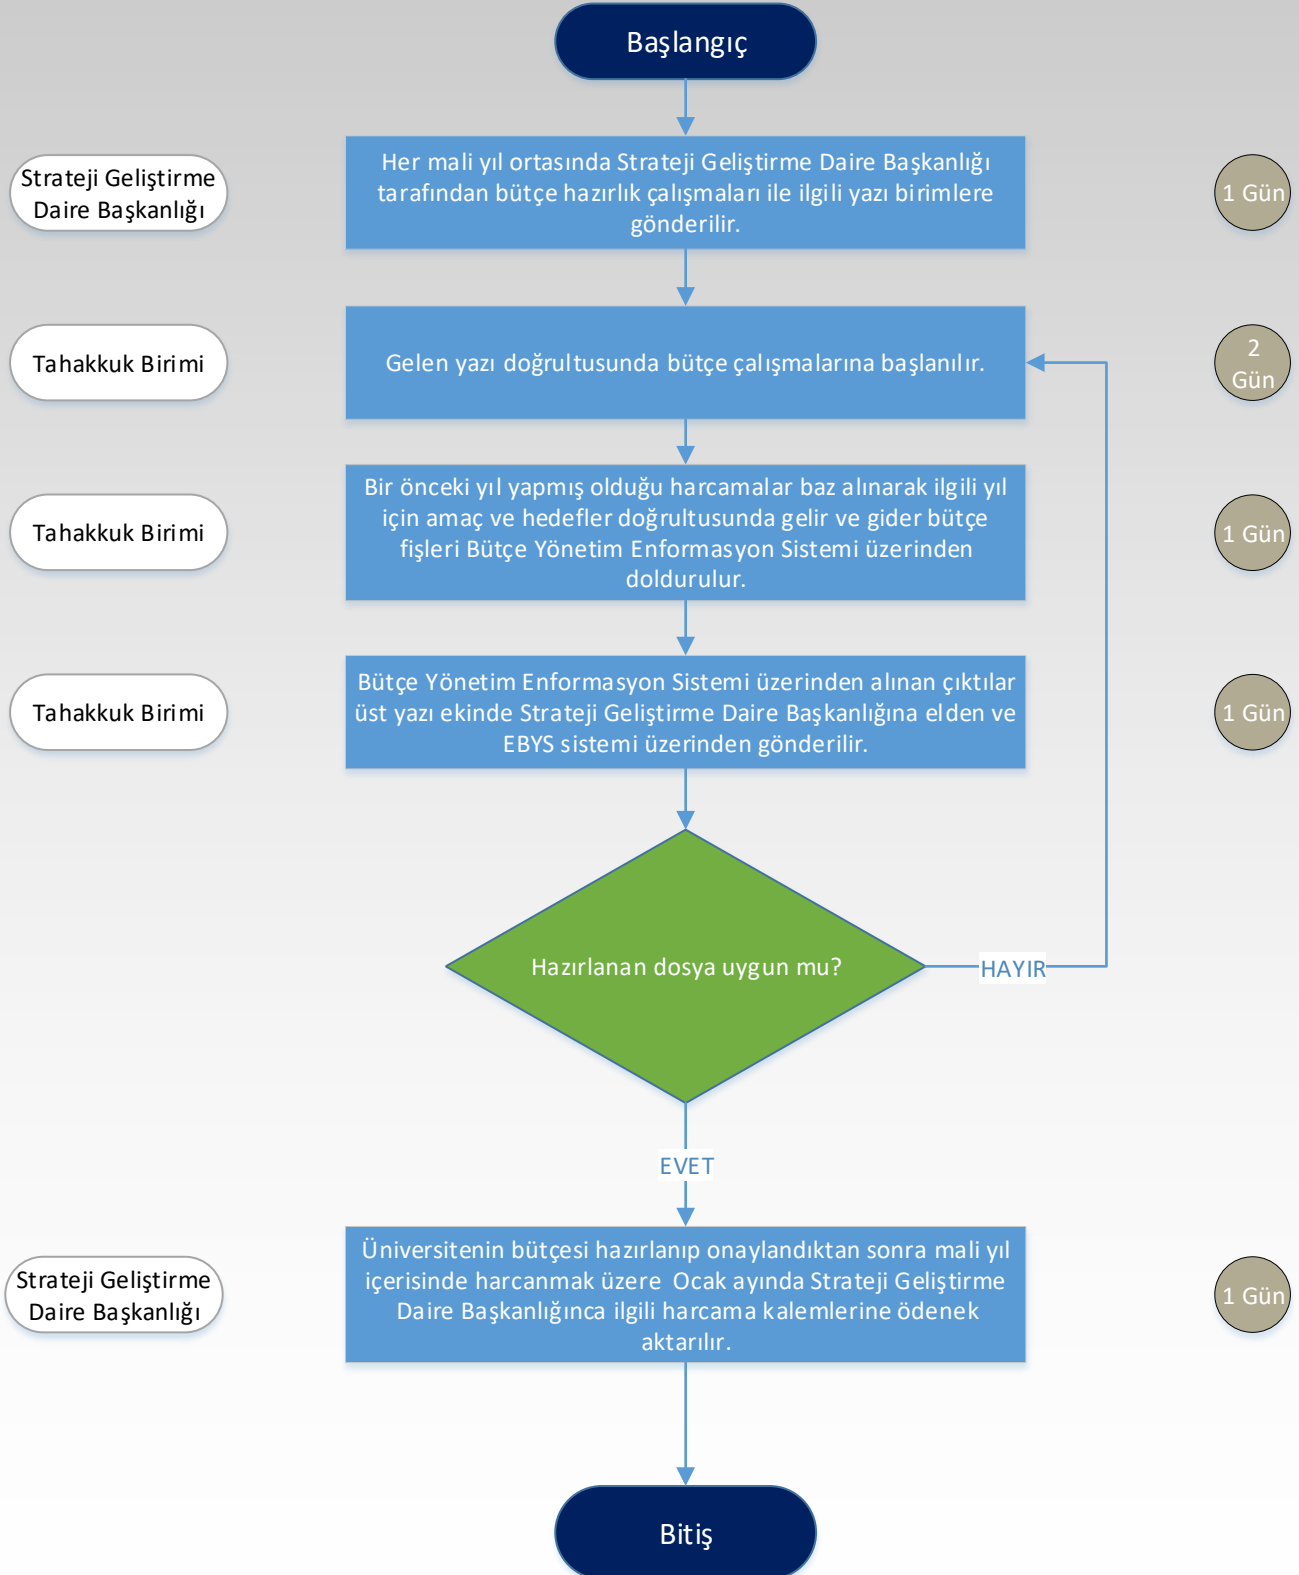 Başlangıç
Strateji Geliştirme
Daire Başkanlığı
Her mali yıl ortasında Strateji Geliştirme Daire Başkanlığı
tarafından bütçe hazırlık çalışmaları ile ilgili yazı birimlere
gönderilir.
1 Gün
Tahakkuk Birimi
Gelen yazı doğrultusunda bütçe çalışmalarına başlanılır.
2
Gün
Tahakkuk Birimi
Bir önceki yıl yapmış olduğu harcamalar baz alınarak ilgili yıl
için amaç ve hedefler doğrultusunda gelir ve gider bütçe
fişleri Bütçe Yönetim Enformasyon Sistemi üzerinden
doldurulur.
1 Gün
Tahakkuk Birimi
Bütçe Yönetim Enformasyon Sistemi üzerinden alınan çıktılar
üst yazı ekinde Strateji Geliştirme Daire Başkanlığına elden ve
EBYS sistemi üzerinden gönderilir.
1 Gün
Hazırlanan dosya uygun mu?
HAYIR
EVET
Strateji Geliştirme
Daire Başkanlığı
Üniversitenin bütçesi hazırlanıp onaylandıktan sonra mali yıl
içerisinde harcanmak üzere Ocak ayında Strateji Geliştirme
Daire Başkanlığınca ilgili harcama kalemlerine ödenek
aktarılır.
1 Gün
Bitiş